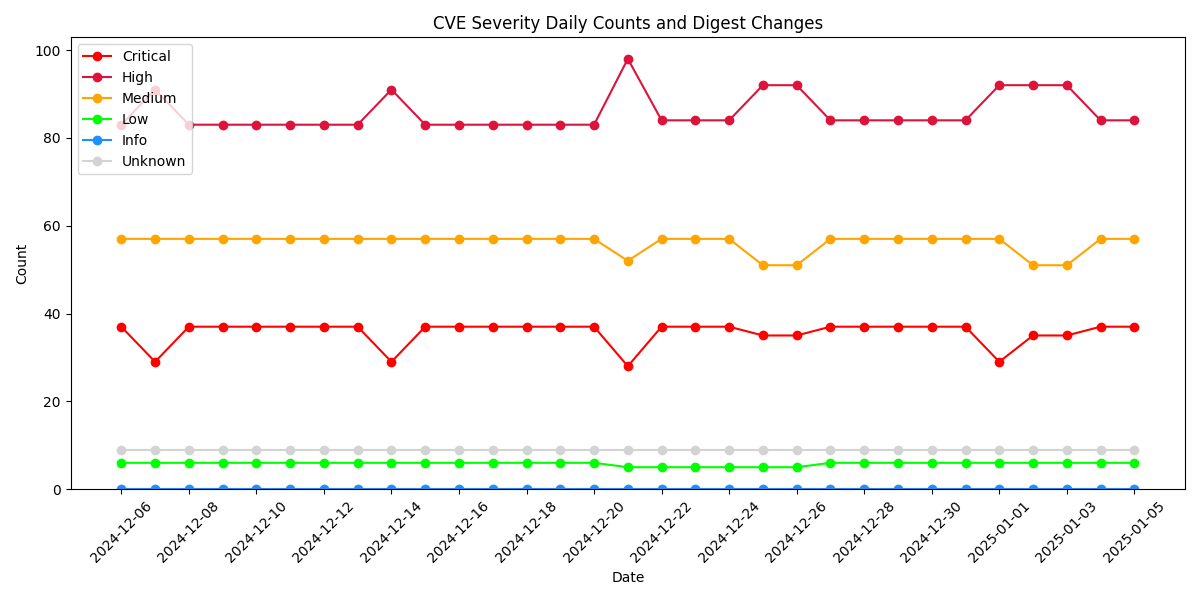 CVE Severity Daily Counts and Digest Changes
100
80
60
40
20
0
Count
Critical
High
Medium
Low
Info
Unknown
2024-12-06
2024-12-08
2024-12-10
2024-12-12
2024-12-14
2024-12-16
2024-12-18
2024-12-20
2024-12-22
2024-12-24
2024-12-26
2024-12-28
2024-12-30
2025-01-01
2025-01-03
2025-01-05
Date